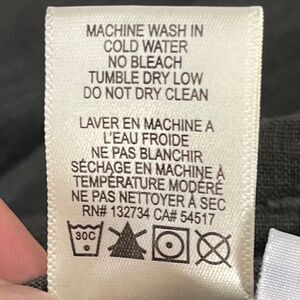 MACHINE WASH IN
COLD WATER
NO BLEACH
TUMBLE DRY LOW
DO NOT DRY CLEAN
LAVER EN MACHINE A
L'EAU FROIDE
NE PAS BLANCHIR
SÉCHAGE EN MACHINE À
TEMPÉRATURE MODÉRÉ
NE PAS NETTOYER À SEC
RN# 132734 CA# 54517
30C